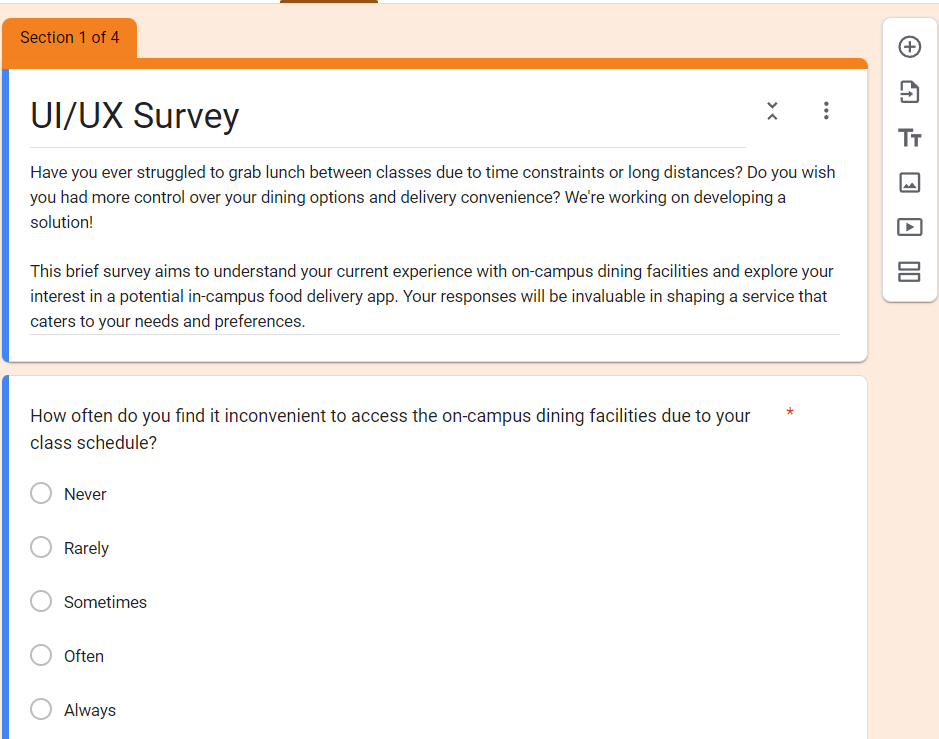 Section 1 of 4
UI/UX Survey
Have you ever struggled to grab lunch between classes due to time constraints or long distances? Do you wish
you had more control over your dining options and delivery convenience? We're working on developing a
solution!
This brief survey aims to understand your current experience with on-campus dining facilities and explore your
interest in a potential in-campus food delivery app. Your responses will be invaluable in shaping a service that
caters to your needs and preferences.
How often do you find it inconvenient to access the on-campus dining facilities due to your *
class schedule?
Never
Rarely
Sometimes
Often
Always